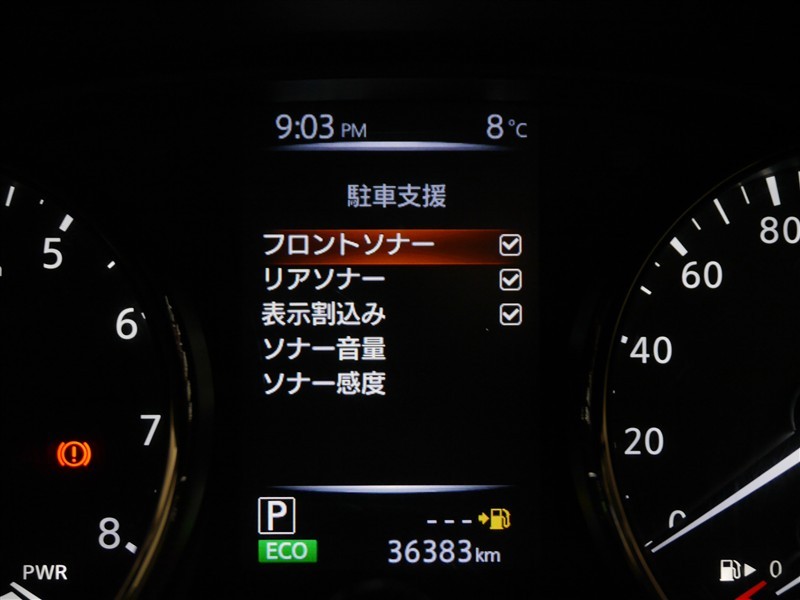 9:03 PM 8°C
駐車支援
フロントソナー
リアソナー
表示割込み
ソナー音量
ソナー感度
P ---
ECO 36383km
5
6
7
8
PWR
80
60
40
20
0
0